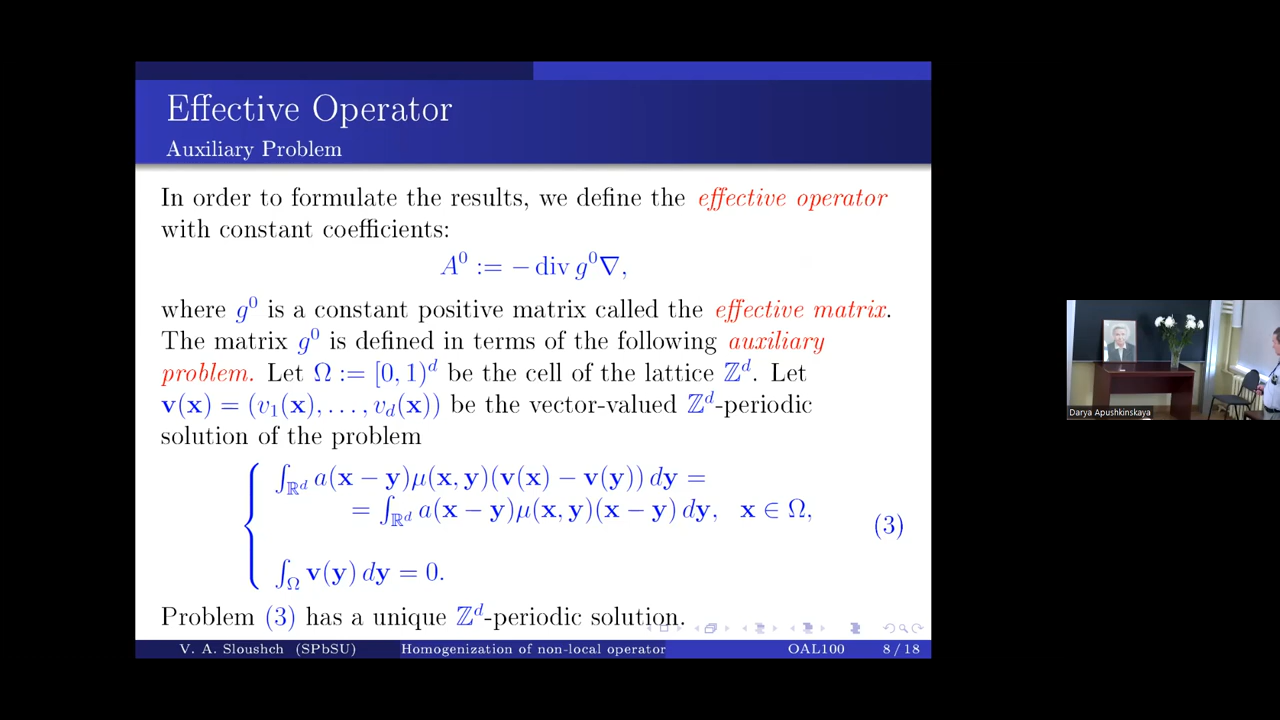 Effective Operator
Auxiliary Problem
In order to formulate the results, we define the effective operator
with constant coefficients:
A⁰ := − div g⁰∇,
where g⁰ is a constant positive matrix called the effective matrix.
The matrix g⁰ is defined in terms of the following auxiliary
problem. Let Ω := [0, 1)ᵈ be the cell of the lattice ℤᵈ. Let
v(x) = (v₁(x), . . . , v_d(x)) be the vector-valued ℤᵈ-periodic
solution of the problem
∫_{ℝᵈ} a(x − y)μ(x, y)(v(x) − v(y)) dy =
= ∫_{ℝᵈ} a(x − y)μ(x, y)(x − y) dy, x ∈ Ω,
(3)
∫_Ω v(y) dy = 0.
Problem (3) has a unique ℤᵈ-periodic solution.
V. A. Sloushch (SPbSU) Homogenization of non-local operator OAL100 8 / 18
Darya Apushkinskaya